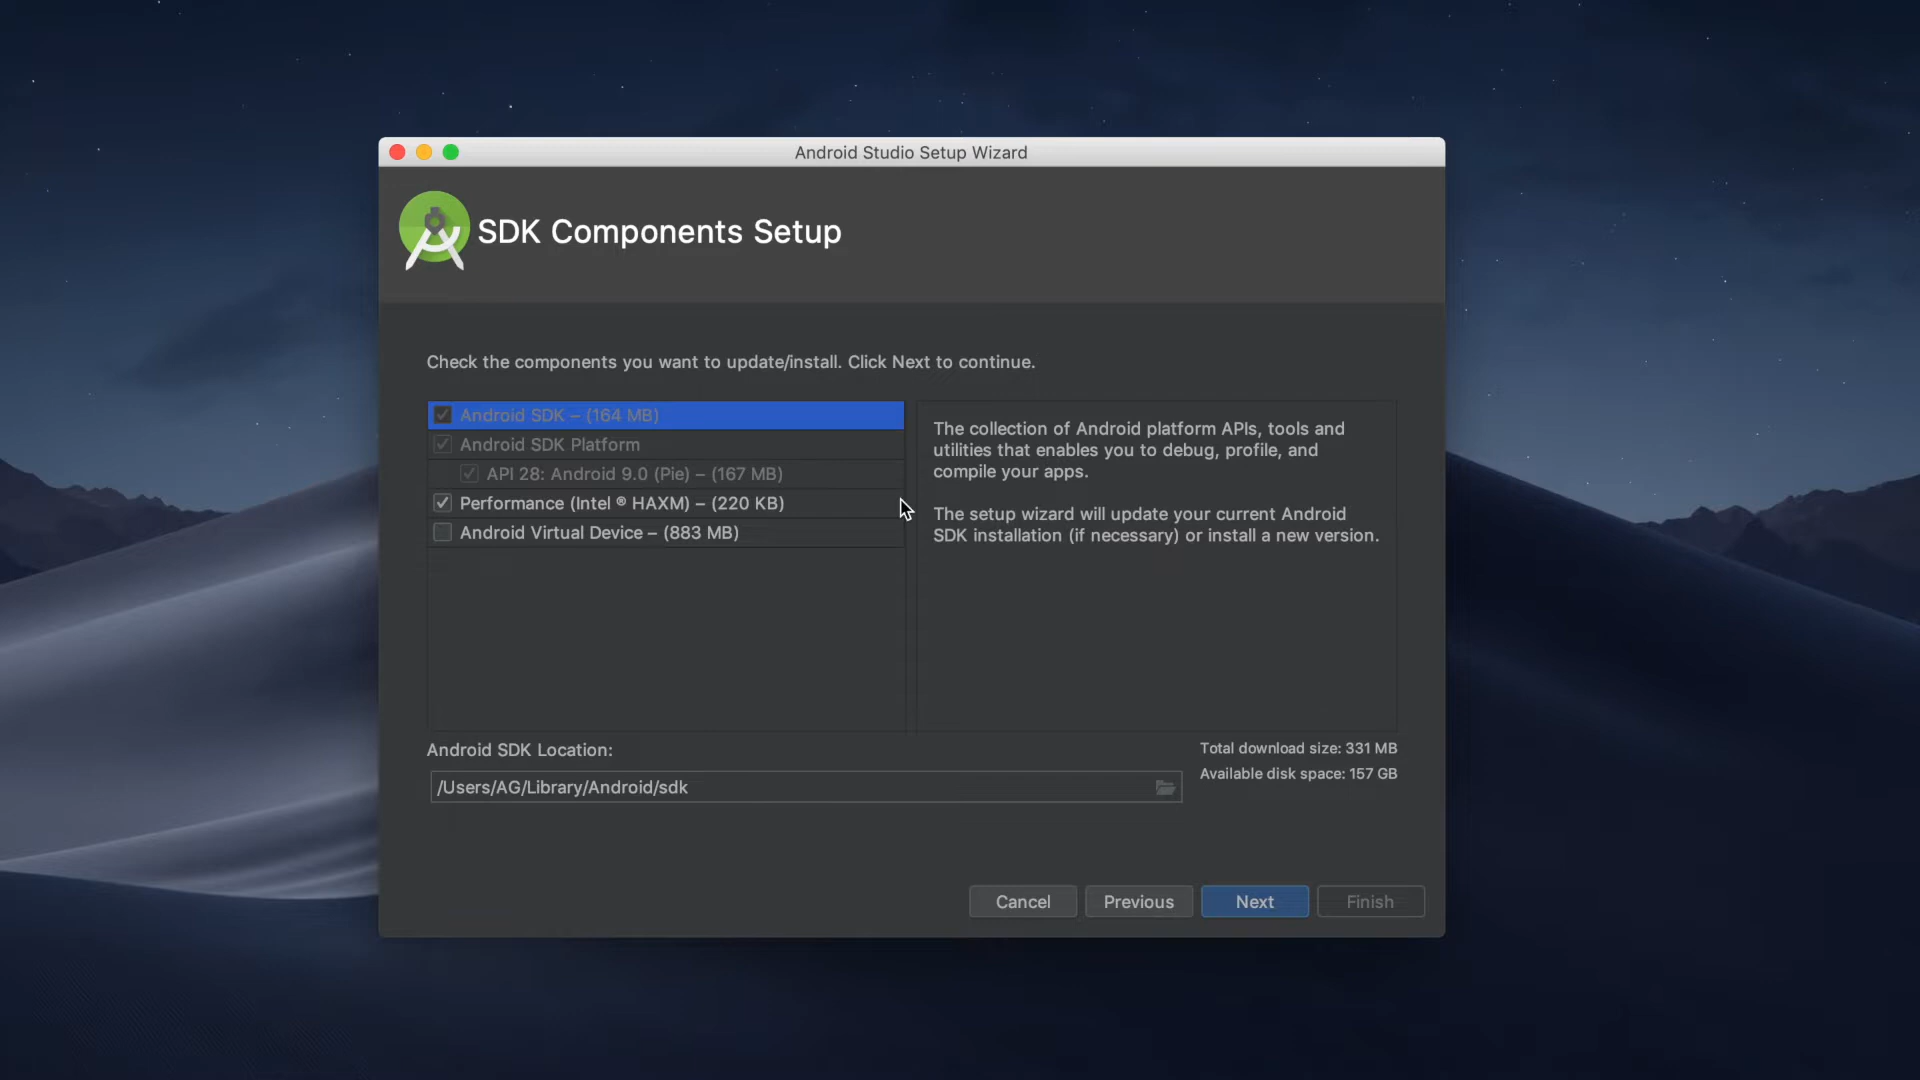 Android Studio Setup Wizard
SDK Components Setup
Check the components you want to update/install. Click Next to continue.
Android SDK – (164 MB)
Android SDK Platform
API 28: Android 9.0 (Pie) – (167 MB)
Performance (Intel ® HAXM) – (220 KB)
Android Virtual Device – (883 MB)
The collection of Android platform APIs, tools and
utilities that enables you to debug, profile, and
compile your apps.
The setup wizard will update your current Android
SDK installation (if necessary) or install a new version.
Android SDK Location:
/Users/AG/Library/Android/sdk
Total download size: 331 MB
Available disk space: 157 GB
Cancel
Previous
Next
Finish